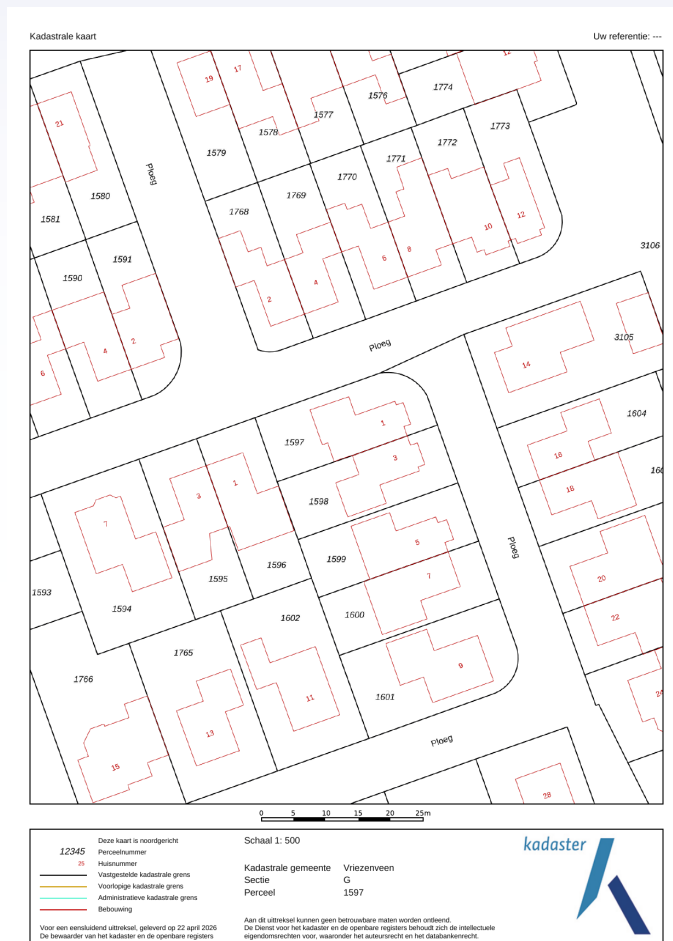 Kadastrale kaart
Uw referentie: ---
12
17
19
1774
1576
1577
21
1578
1773
1772
1579
Ploeg
1771
1770
1769
1580
1768
12
1581
10
3106
1591
8
6
1590
4
2
3105
2
Ploeg
4
14
6
1604
1597
1
3
16
1
3
18
1598
7
5
Ploeg
1599
1596
7
20
1595
1593
1594
1600
22
1602
1765
9
1766
24
1601
11
13
Ploeg
15
28
0 5 10 15 20 25m
Deze kaart is noordgericht
12345 Perceelnummer
25 Huisnummer
Vastgestelde kadastrale grens
Voorlopige kadastrale grens
Administratieve kadastrale grens
Bebouwing
Voor een eensluidend uittreksel, geleverd op 22 april 2026
De bewaarder van het kadaster en de openbare registers
Schaal 1: 500
Kadastrale gemeente Vriezenveen
Sectie G
Perceel 1597
Aan dit uittreksel kunnen geen betrouwbare maten worden ontleend.
De Dienst voor het kadaster en de openbare registers behoudt zich de intellectuele
eigendomsrechten voor, waaronder het auteursrecht en het databankenrecht.
kadaster